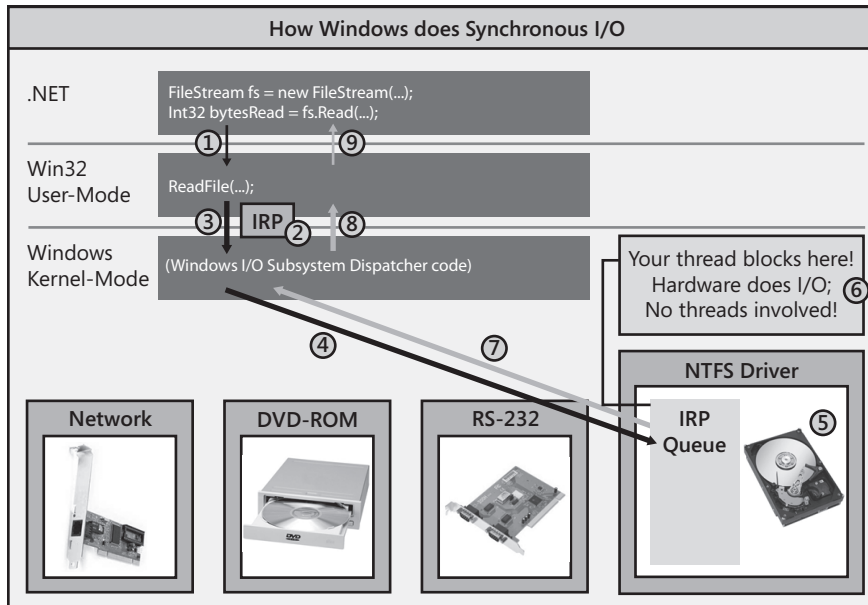 How Windows does Synchronous I/O
.NET
FileStream fs = new FileStream(...);
Int32 bytesRead = fs.Read(...);
1
9
Win32
User-Mode
ReadFile(...);
3
IRP
2
8
Windows
Kernel-Mode
(Windows I/O Subsystem Dispatcher code)
Your thread blocks here!
Hardware does I/O;
No threads involved!
6
4
7
NTFS Driver
IRP
Queue
5
Network
DVD-ROM
RS-232
DVD